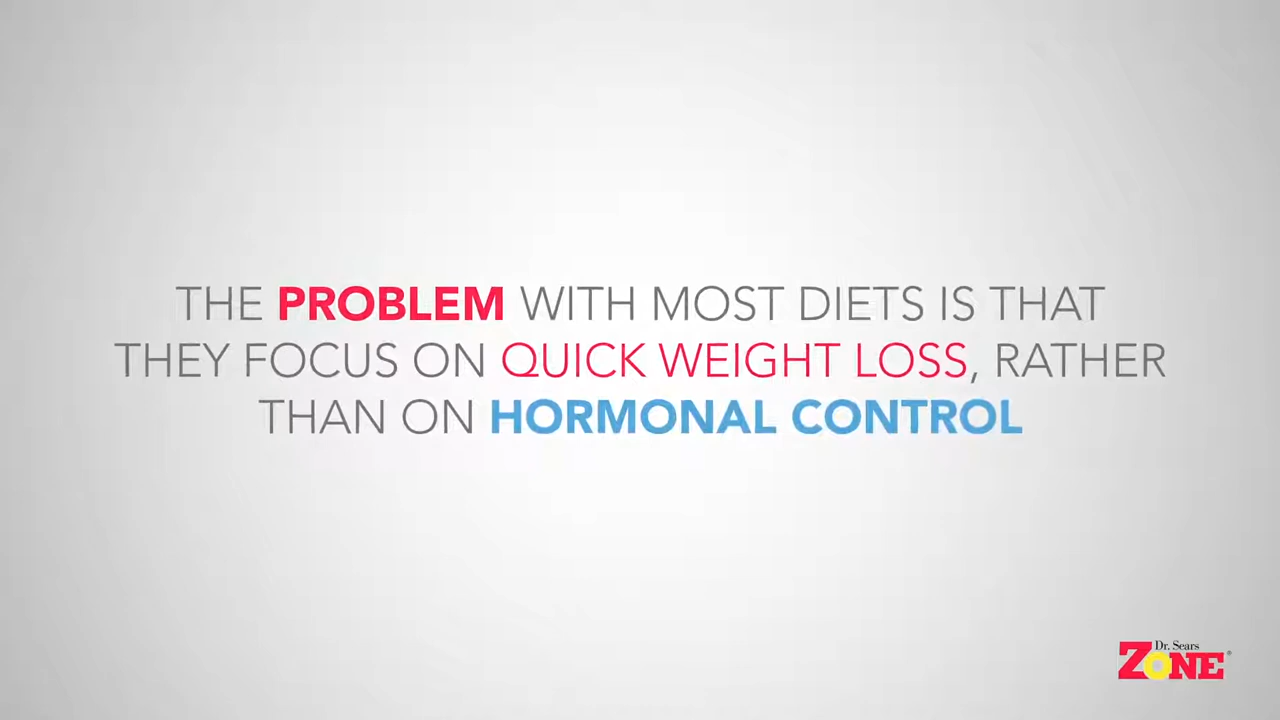 THE PROBLEM WITH MOST DIETS IS THAT
THEY FOCUS ON QUICK WEIGHT LOSS, RATHER
THAN ON HORMONAL CONTROL
Dr. Sears
ZONE®